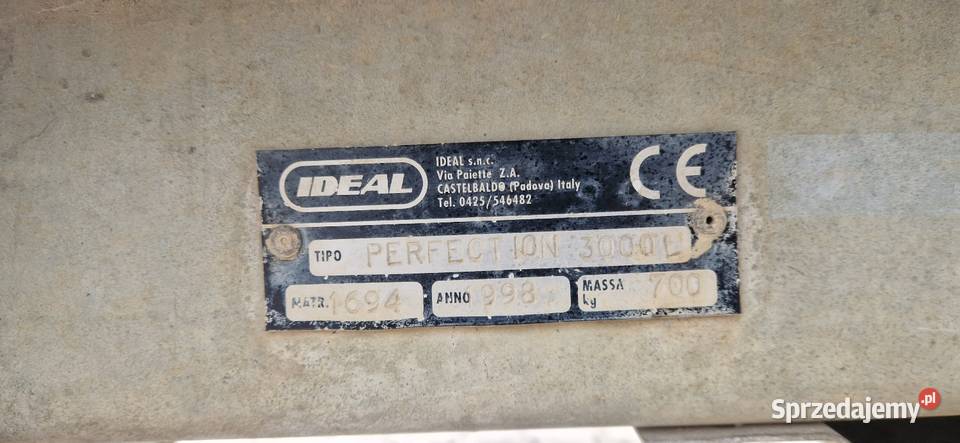 IDEAL
IDEAL s.n.c.
Via Paiette Z.A.
CASTELBALDO (Padova) Italy
Tel. 0425/546482
CE
TIPO PERFECTION 3000L
MATR. 1694
ANNO 1998
MASSA kg 700
Sprzedajemy.pl